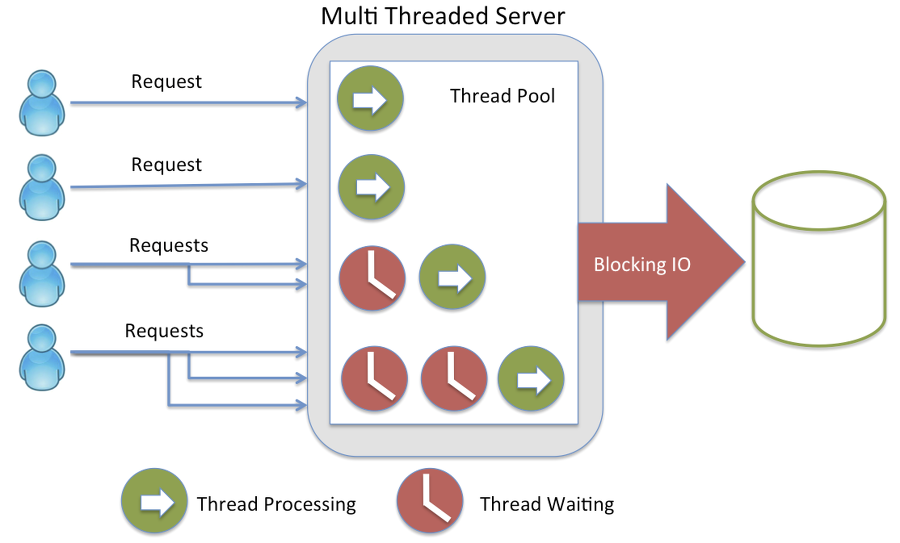 Multi Threaded Server
Request
Thread Pool
Request
Requests
Blocking IO
Requests
Thread Processing
Thread Waiting